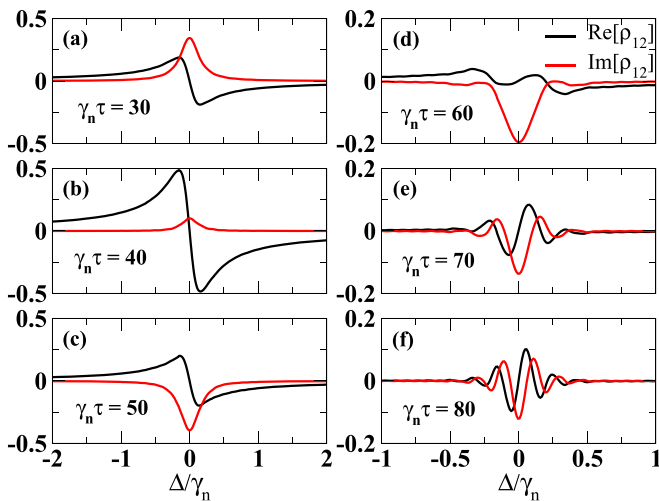 (a)
0.5
0
-0.5
γnτ = 30
(b)
0.5
0
-0.5
γnτ = 40
(c)
0.5
0
-0.5
γnτ = 50
-2 -1 0 1 2
Δ/γn
(d)
Re[ρ12]
Im[ρ12]
0.2
0
-0.2
γnτ = 60
(e)
0.2
0
-0.2
γnτ = 70
(f)
0.2
0
-0.2
γnτ = 80
-1 -0.5 0 0.5 1
Δ/γn